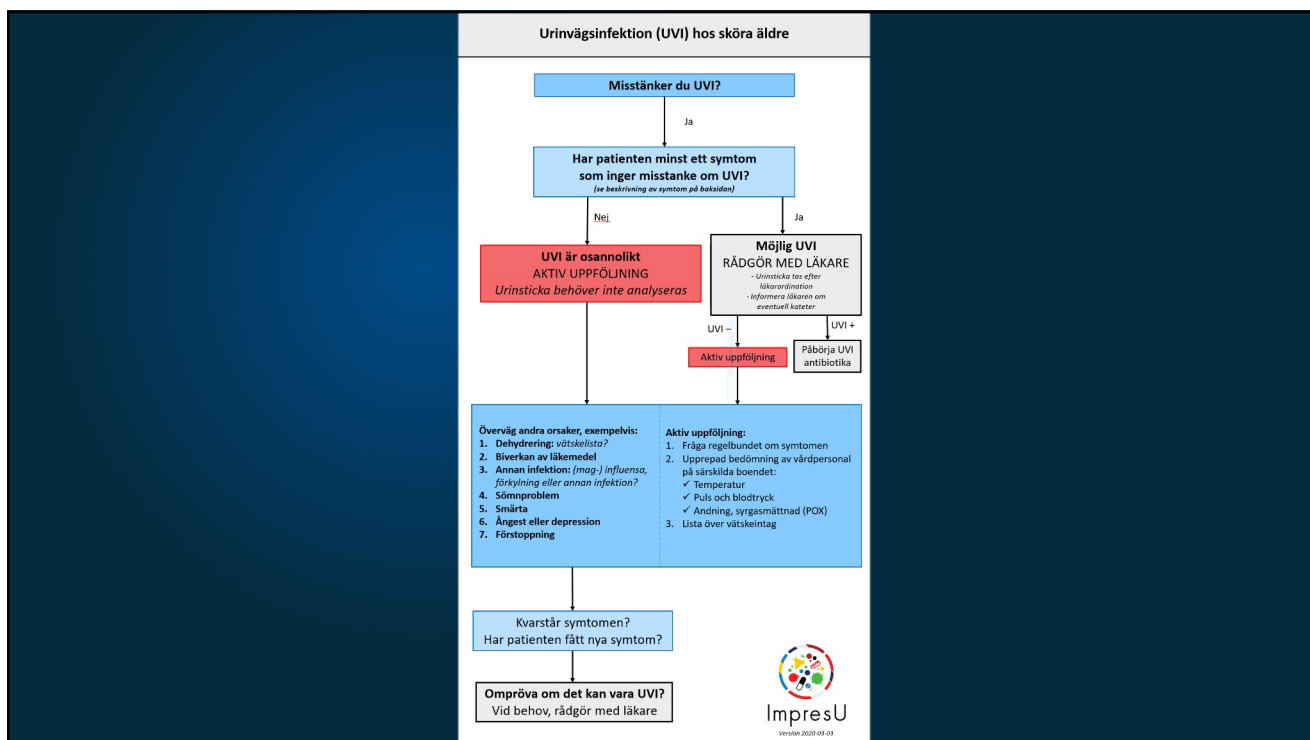 Urinvägsinfektion (UVI) hos sköra äldre
Misstänker du UVI?
Ja
Har patienten minst ett symtom
som inger misstanke om UVI?
(se beskrivning av symtom på baksidan)
Nej
Ja
UVI är osannolikt
AKTIV UPPFÖLJNING
Urinsticka behöver inte analyseras
Möjlig UVI
RÅDGÖR MED LÄKARE
- Urinsticka tas efter
läkarordination
- Informera läkaren om
eventuell kateter
UVI –
UVI +
Aktiv uppföljning
Påbörja UVI
antibiotika
Överväg andra orsaker, exempelvis:
1. Dehydrering: vätskelista?
2. Biverkan av läkemedel
3. Annan infektion: (mag-) influensa,
förkylning eller annan infektion?
4. Sömnproblem
5. Smärta
6. Ångest eller depression
7. Förstoppning
Aktiv uppföljning:
1. Fråga regelbundet om symtomen
2. Upprepad bedömning av vårdpersonal
på särskilda boendet:
✓ Temperatur
✓ Puls och blodtryck
✓ Andning, syrgasmättnad (POX)
3. Lista över vätskeintag
Kvarstår symtomen?
Har patienten fått nya symtom?
Ompröva om det kan vara UVI?
Vid behov, rådgör med läkare
ImpresU
Version 2020-03-03